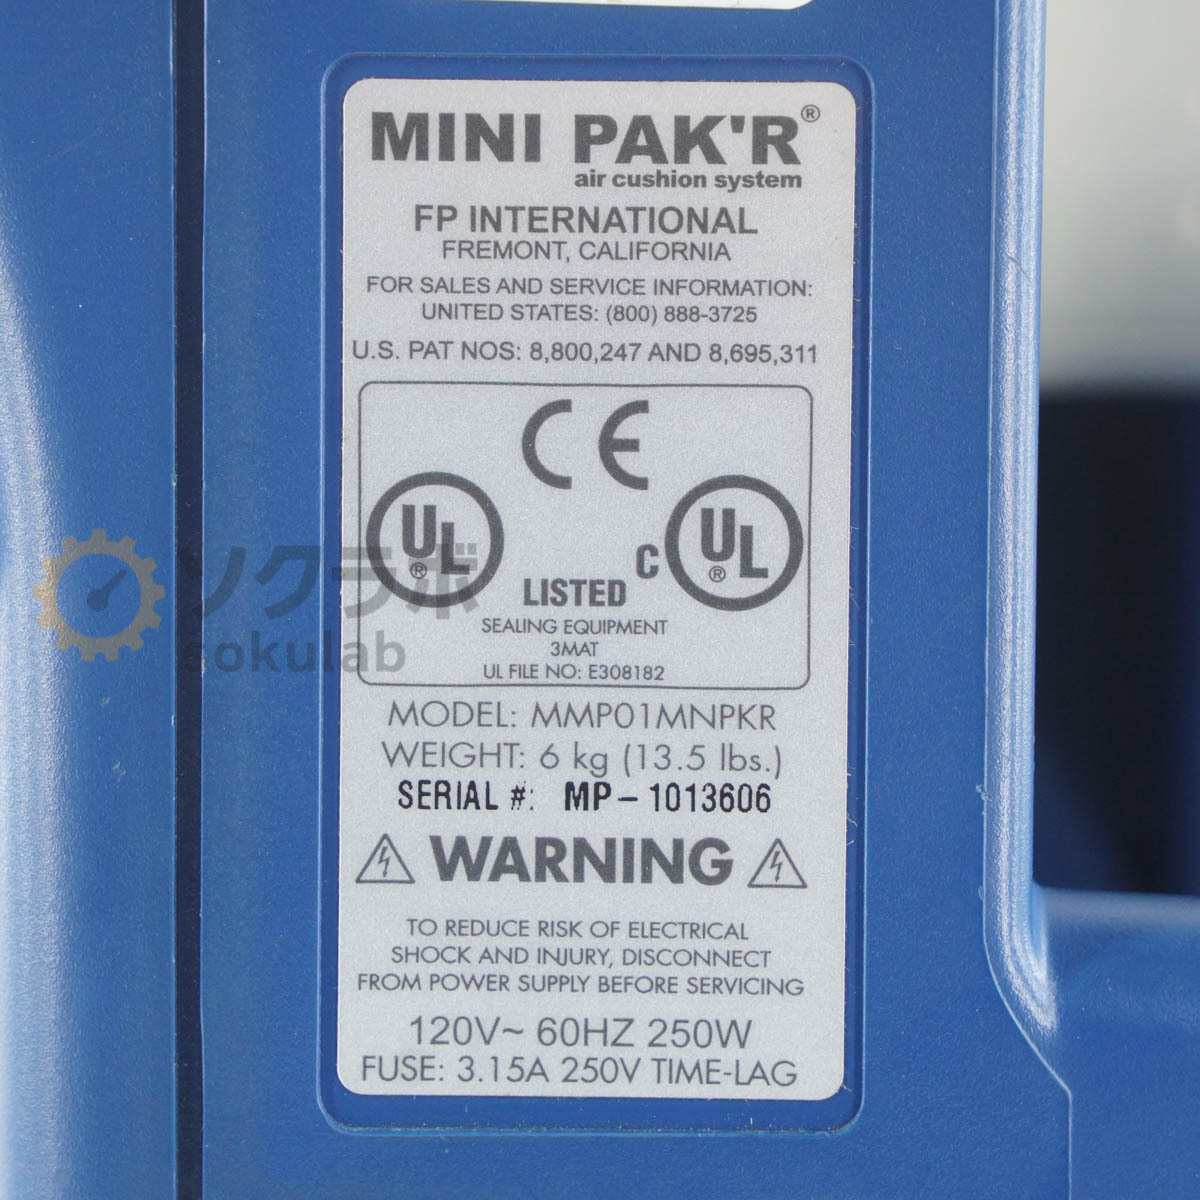 MINI PAK'R®
air cushion system
FP INTERNATIONAL
FREMONT, CALIFORNIA
FOR SALES AND SERVICE INFORMATION:
UNITED STATES: (800) 888-3725
U.S. PAT NOS: 8,800,247 AND 8,695,311
CE
UL® C UL®
LISTED
SEALING EQUIPMENT
3MAT
UL FILE NO: E308182
ソクラボ
sokulab
MODEL: MMP01MNPKR
WEIGHT: 6 kg (13.5 lbs.)
SERIAL #: MP-1013606
WARNING
TO REDUCE RISK OF ELECTRICAL
SHOCK AND INJURY, DISCONNECT
FROM POWER SUPPLY BEFORE SERVICING
120V~ 60HZ 250W
FUSE: 3.15A 250V TIME-LAG